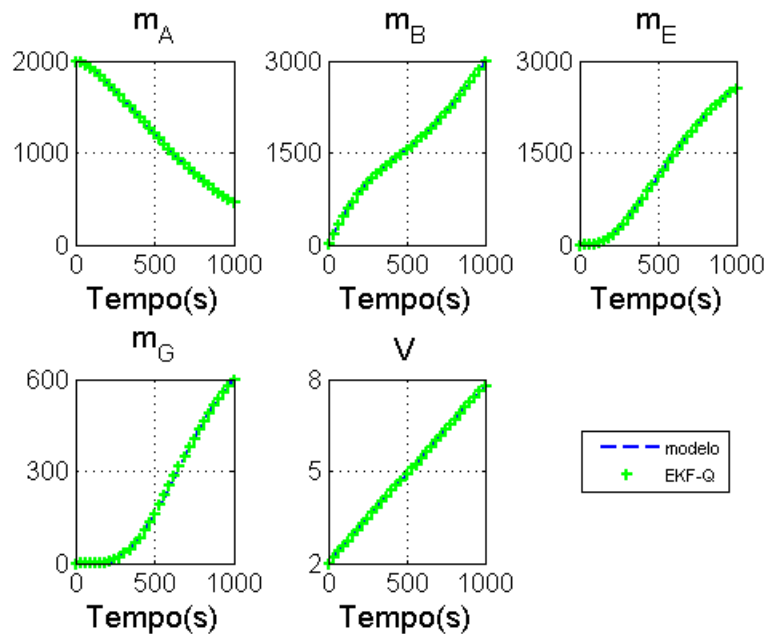 m_A m_B m_E
2000 3000 3000
1000 1500 1500
0 0 0
0 500 1000 0 500 1000 0 500 1000
Tempo(s) Tempo(s) Tempo(s)
m_G V
600 8
300 5
0 2
0 500 1000 0 500 1000
Tempo(s) Tempo(s)
modelo
EKF-Q